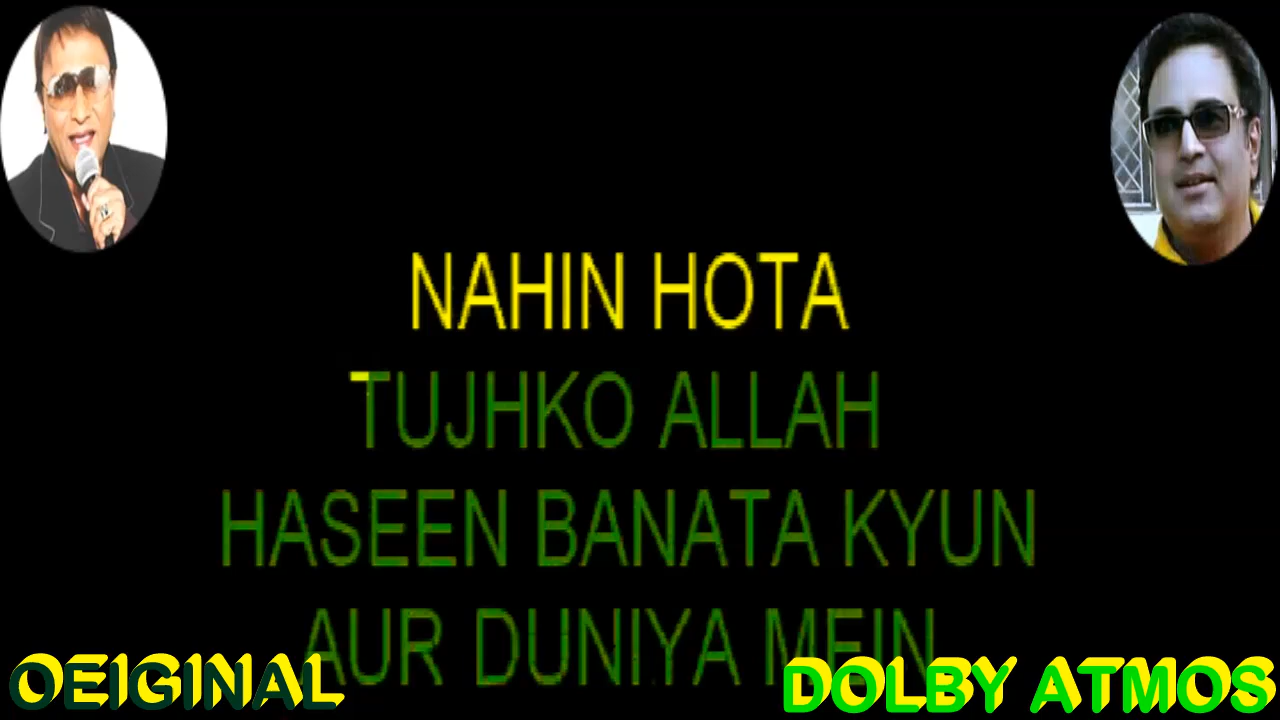 NAHIN HOTA
TUJHKO ALLAH
HASEEN BANATA KYUN
AUR DUNIYA MEIN
OEIGINAL
DOLBY ATMOS